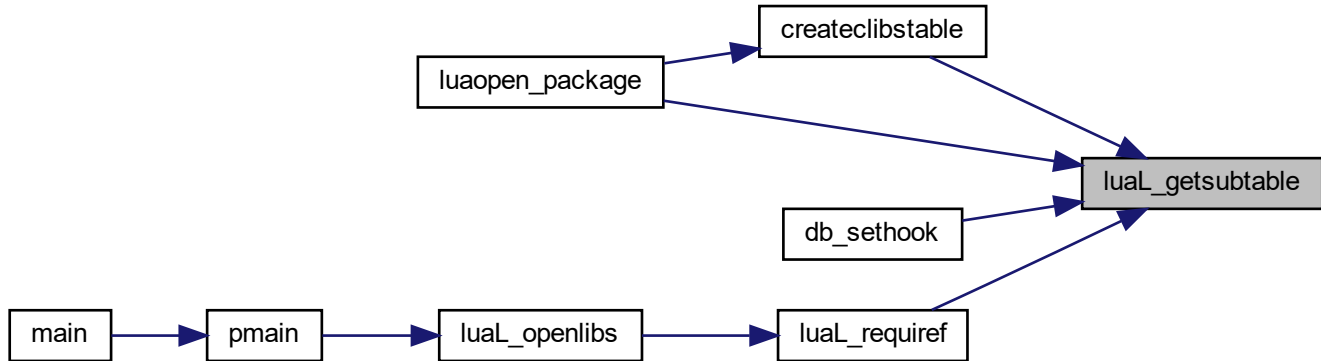 createclibstable
luaopen_package
luaL_getsubtable
db_sethook
main
pmain
luaL_openlibs
luaL_requiref